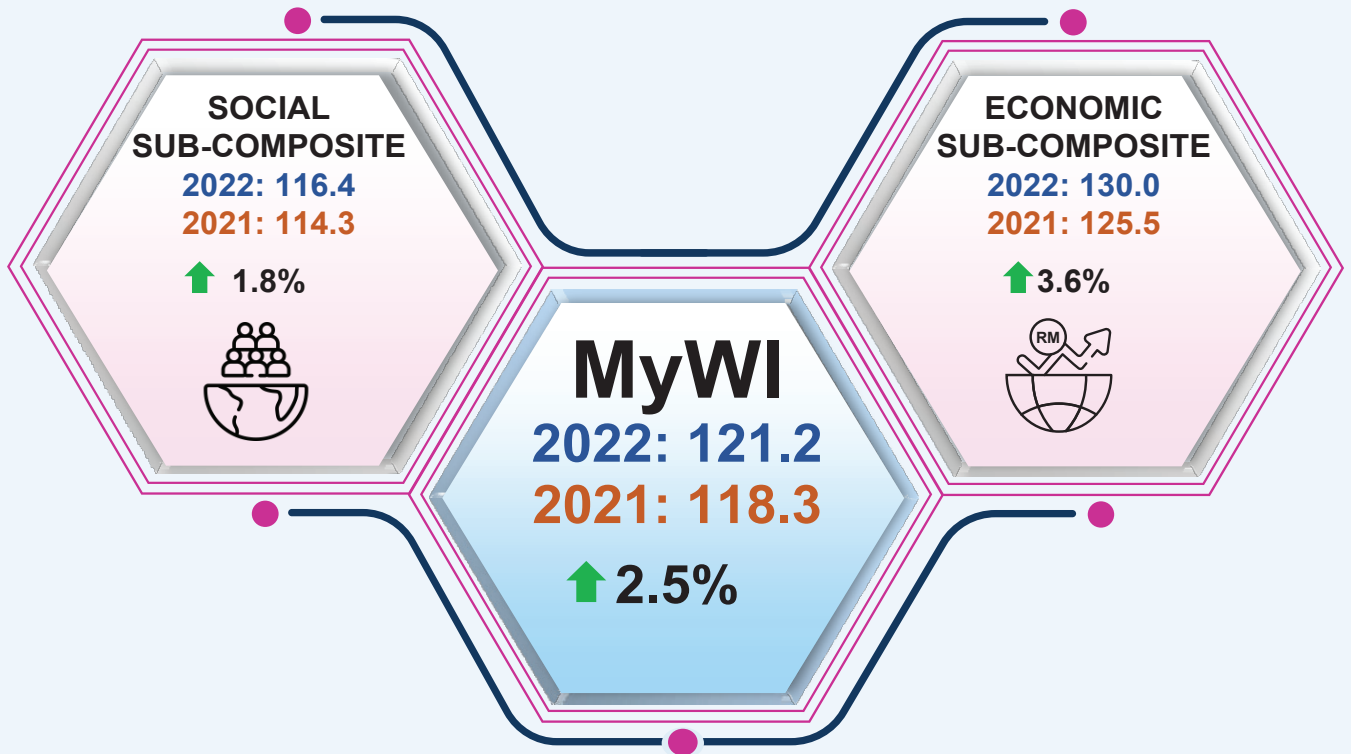 SOCIAL
SUB-COMPOSITE
2022: 116.4
2021: 114.3
1.8%
ECONOMIC
SUB-COMPOSITE
2022: 130.0
2021: 125.5
3.6%
RM
MyWI
2022: 121.2
2021: 118.3
2.5%